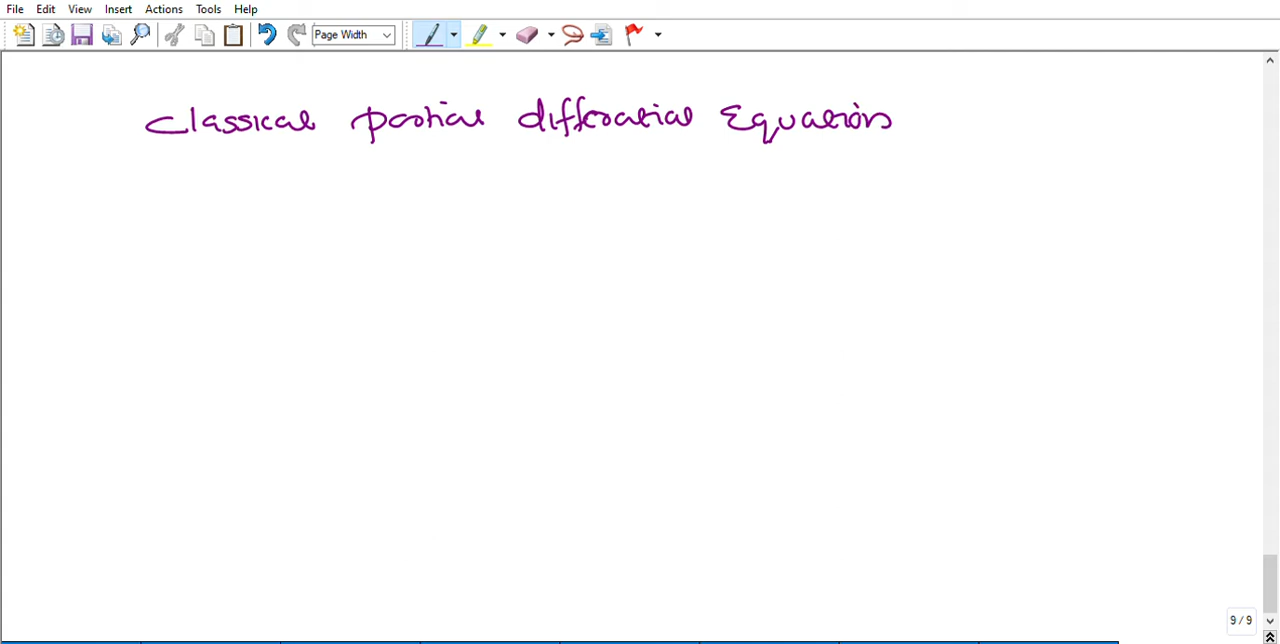 File Edit View Insert Actions Tools Help
Page Width
Classical partial differential Equations
9/9